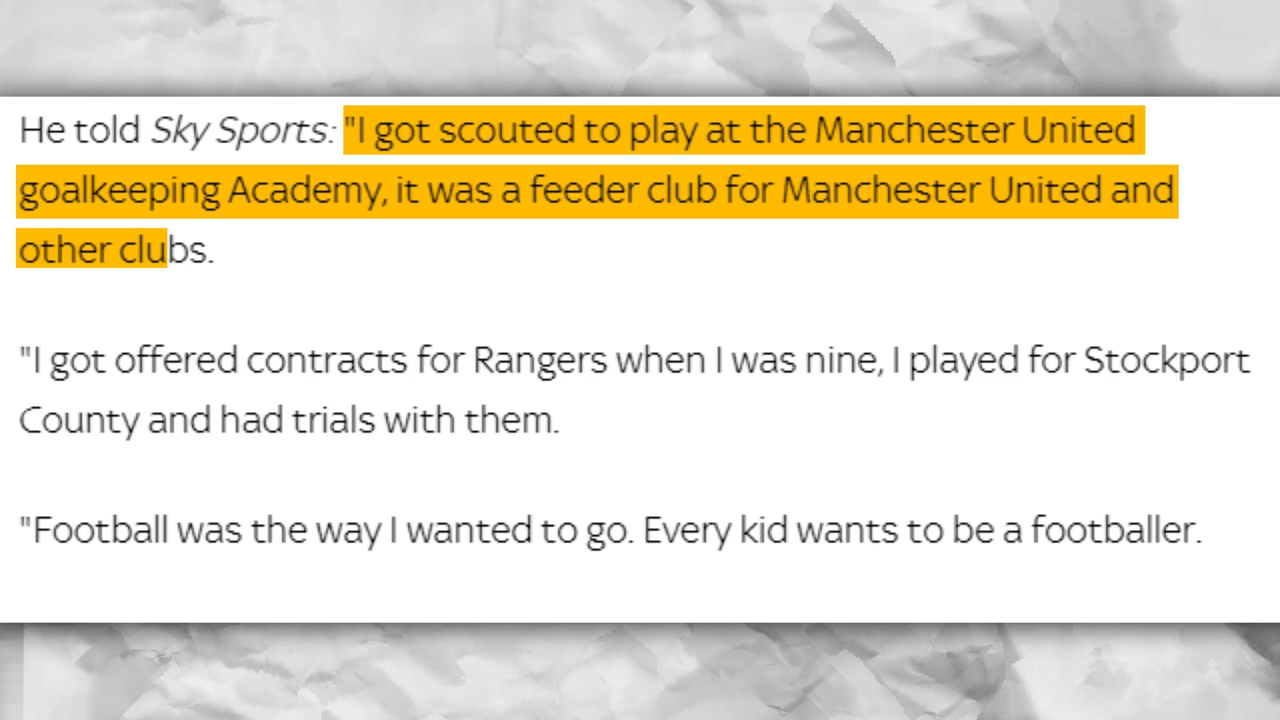 He told Sky Sports: "I got scouted to play at the Manchester United
goalkeeping Academy, it was a feeder club for Manchester United and
other clubs.
"I got offered contracts for Rangers when I was nine, I played for Stockport
County and had trials with them.
"Football was the way I wanted to go. Every kid wants to be a footballer.